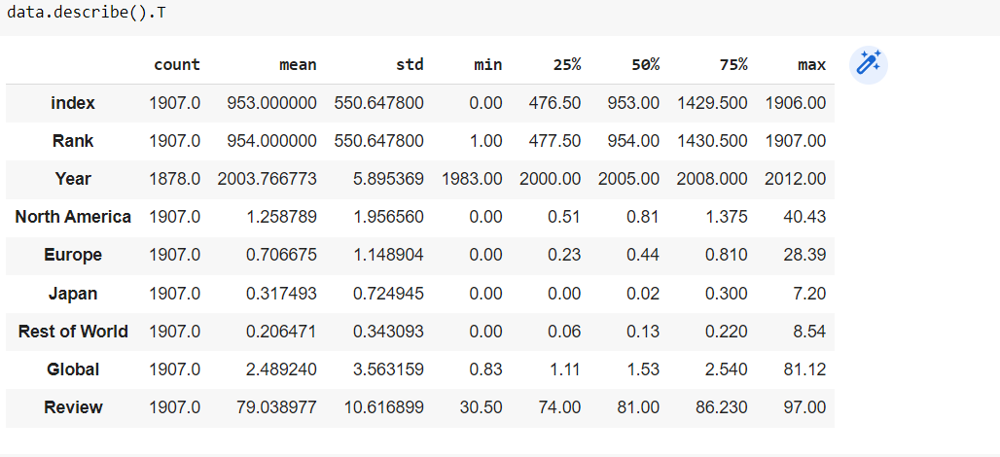 data.describe().T
count mean std min 25% 50% 75% max
index 1907.0 953.000000 550.647800 0.00 476.50 953.00 1429.500 1906.00
Rank 1907.0 954.000000 550.647800 1.00 477.50 954.00 1430.500 1907.00
Year 1878.0 2003.766773 5.895369 1983.00 2000.00 2005.00 2008.000 2012.00
North America 1907.0 1.258789 1.956560 0.00 0.51 0.81 1.375 40.43
Europe 1907.0 0.706675 1.148904 0.00 0.23 0.44 0.810 28.39
Japan 1907.0 0.317493 0.724945 0.00 0.00 0.02 0.300 7.20
Rest of World 1907.0 0.206471 0.343093 0.00 0.06 0.13 0.220 8.54
Global 1907.0 2.489240 3.563159 0.83 1.11 1.53 2.540 81.12
Review 1907.0 79.038977 10.616899 30.50 74.00 81.00 86.230 97.00